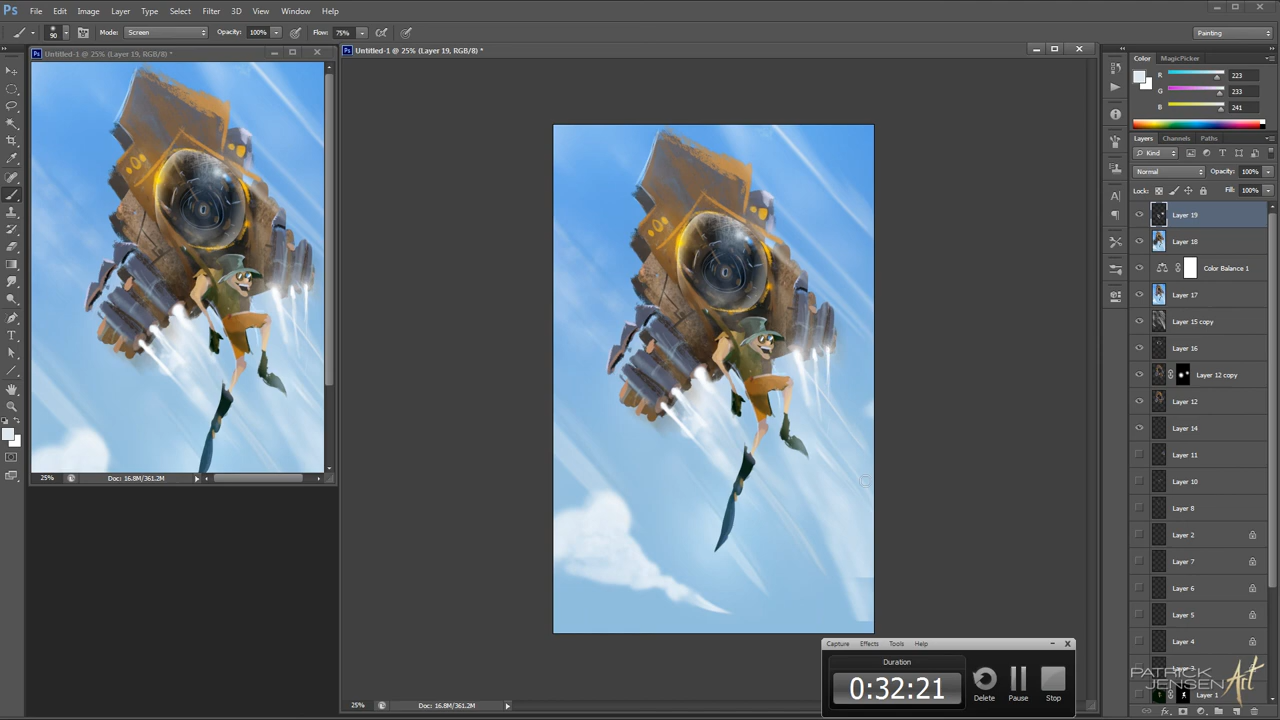 Ps File Edit Image Layer Type Select Filter 3D View Window Help
90 Mode: Screen Opacity: 100% Flow: 75% Painting
Untitled-1 @ 25% (Layer 19, RGB/8) *
Untitled-1 @ 25% (Layer 19, RGB/8) *
25% Doc: 16.8M/361.2M
25% Doc: 16.8M/361.2M
Color MagicPicker
R 223
G 233
B 241
Layers Channels Paths
Kind
Normal Opacity: 100%
Lock: Fill: 100%
Layer 19
Layer 18
Color Balance 1
Layer 17
Layer 15 copy
Layer 16
Layer 12 copy
Layer 12
Layer 14
Layer 11
Layer 10
Layer 8
Layer 2
Layer 7
Layer 6
Layer 5
Layer 4
Layer 3
Layer 1
Capture Effects Tools Help
Duration
0:32:21
Delete Pause Stop
PATRICK
JENSEN Art